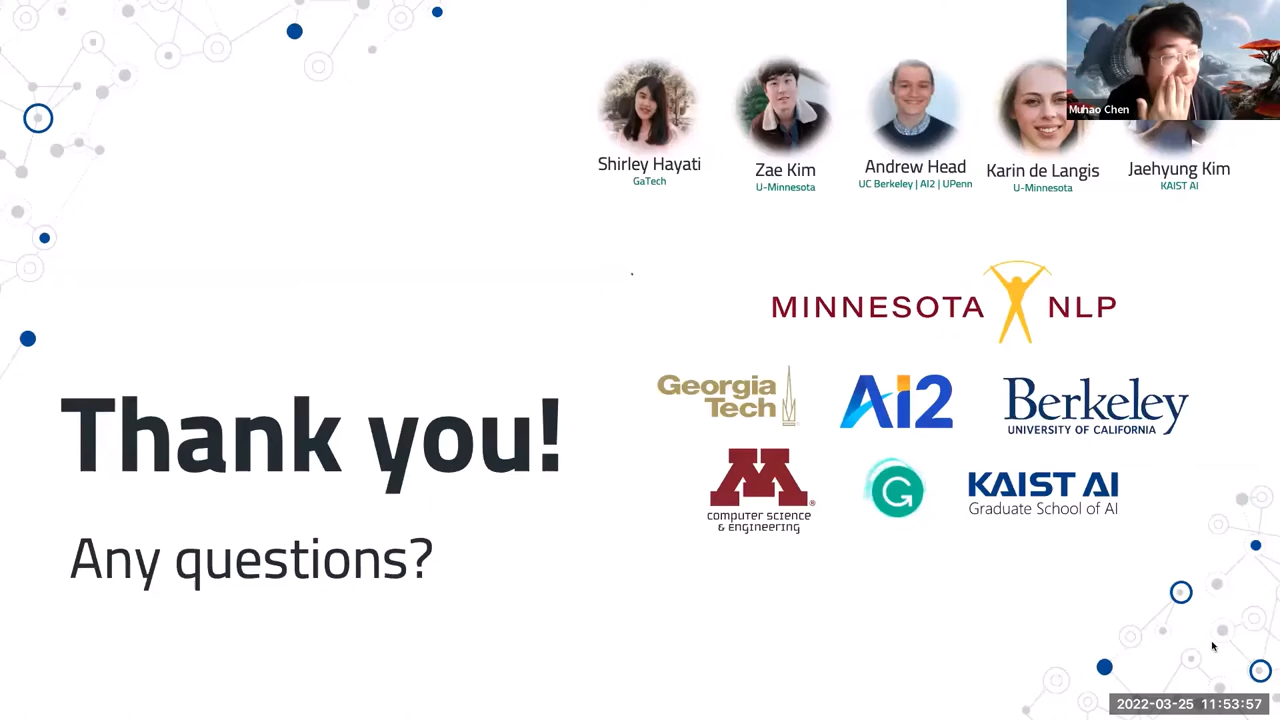 Muhao Chen
Shirley Hayati
GaTech
Zae Kim
U-Minnesota
Andrew Head
UC Berkeley | AI2 | UPenn
Karin de Langis
U-Minnesota
Jaehyung Kim
KAIST AI
MINNESOTA NLP
Georgia
Tech
Ai2
Berkeley
UNIVERSITY OF CALIFORNIA
M®
COMPUTER SCIENCE
& ENGINEERING
G
KAIST AI
Graduate School of AI
Thank you!
Any questions?
2022-03-25 11:53:57